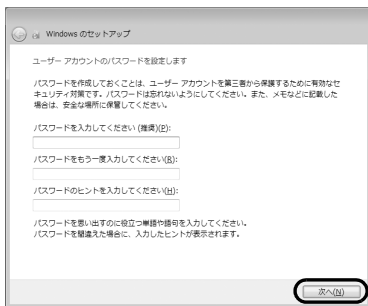 Windows のセットアップ
ユーザー アカウントのパスワードを設定します
パスワードを作成しておくことは、ユーザー アカウントを第三者から保護するために有効なセ
キュリティ対策です。パスワードは忘れないようにしてください。また、メモなどに記載した
場合は、安全な場所に保管してください。
パスワードを入力してください (推奨)(P):
パスワードをもう一度入力してください(R):
パスワードのヒントを入力してください(H):
パスワードを思い出すのに役立つ単語や語句を入力してください。
パスワードを間違えた場合に、入力したヒントが表示されます。
次へ(N)